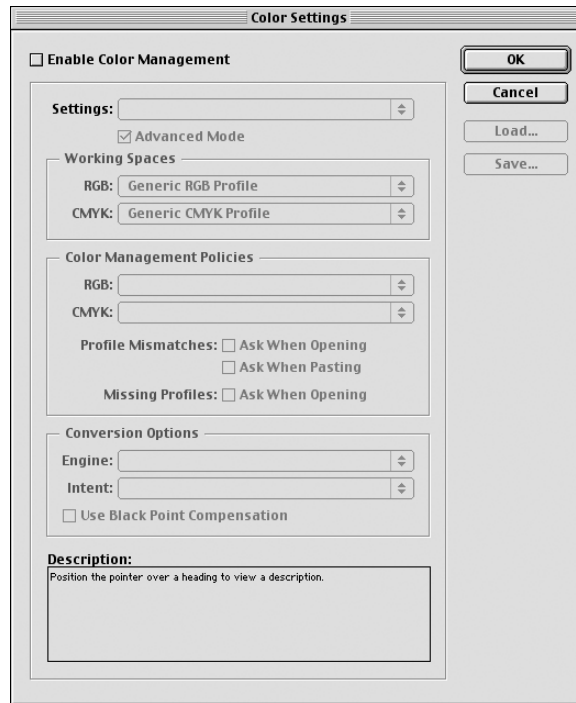 Color Settings
Enable Color Management
OK
Cancel
Load...
Save...
Settings:
Advanced Mode
Working Spaces
RGB: Generic RGB Profile
CMYK: Generic CMYK Profile
Color Management Policies
RGB:
CMYK:
Profile Mismatches: Ask When Opening
Ask When Pasting
Missing Profiles: Ask When Opening
Conversion Options
Engine:
Intent:
Use Black Point Compensation
Description:
Position the pointer over a heading to view a description.